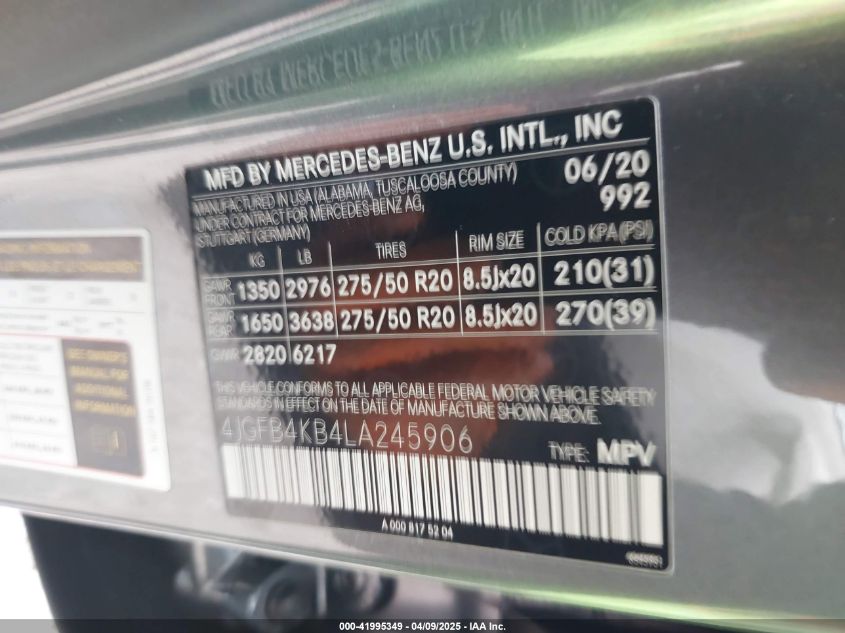 MFD BY MERCEDES-BENZ U.S. INTL., INC
MANUFACTURED IN USA (ALABAMA, TUSCALOOSA COUNTY) 06/20
UNDER CONTRACT FOR MERCEDES-BENZ AG, 992
STUTTGART (GERMANY)
KG LB TIRES RIM SIZE COLD KPA(PSI)
GAWR FRONT 1350 2976 275/50 R20 8.5Jx20 210(31)
GAWR REAR 1650 3638 275/50 R20 8.5Jx20 270(39)
GVWR 2820 6217
THIS VEHICLE CONFORMS TO ALL APPLICABLE FEDERAL MOTOR VEHICLE SAFETY
STANDARDS IN EFFECT ON THE DATE OF MANUFACTURE SHOWN ABOVE.
4JGFB4KB4LA245906 TYPE: MPV
A 000 817 52 04
SEE OWNER'S
MANUAL FOR
ADDITIONAL
INFORMATION
000-41995349 - 04/09/2025 - IAA Inc.